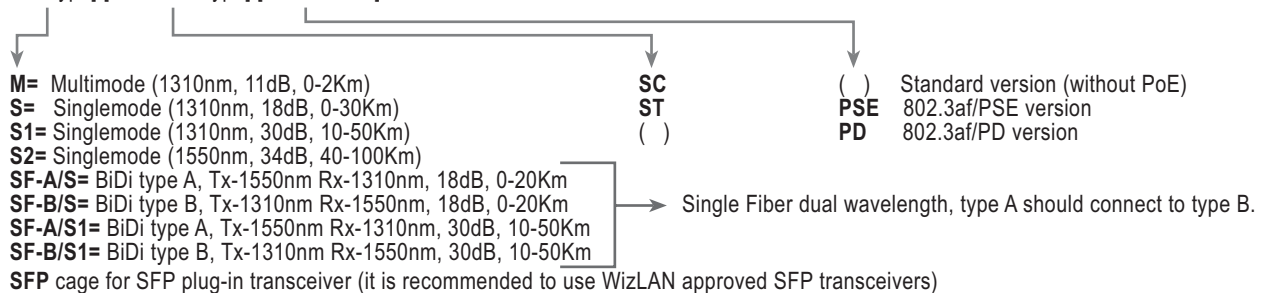 M= Multimode (1310nm, 11dB, 0-2Km)
S= Singlemode (1310nm, 18dB, 0-30Km)
S1= Singlemode (1310nm, 30dB, 10-50Km)
S2= Singlemode (1550nm, 34dB, 40-100Km)
SF-A/S= BiDi type A, Tx-1550nm Rx-1310nm, 18dB, 0-20Km
SF-B/S= BiDi type B, Tx-1310nm Rx-1550nm, 18dB, 0-20Km
SF-A/S1= BiDi type A, Tx-1550nm Rx-1310nm, 30dB, 10-50Km
SF-B/S1= BiDi type B, Tx-1310nm Rx-1550nm, 30dB, 10-50Km
SFP cage for SFP plug-in transceiver (it is recommended to use WizLAN approved SFP transceivers)
SC
ST
( )
( ) Standard version (without PoE)
PSE 802.3af/PSE version
PD 802.3af/PD version
Single Fiber dual wavelength, type A should connect to type B.